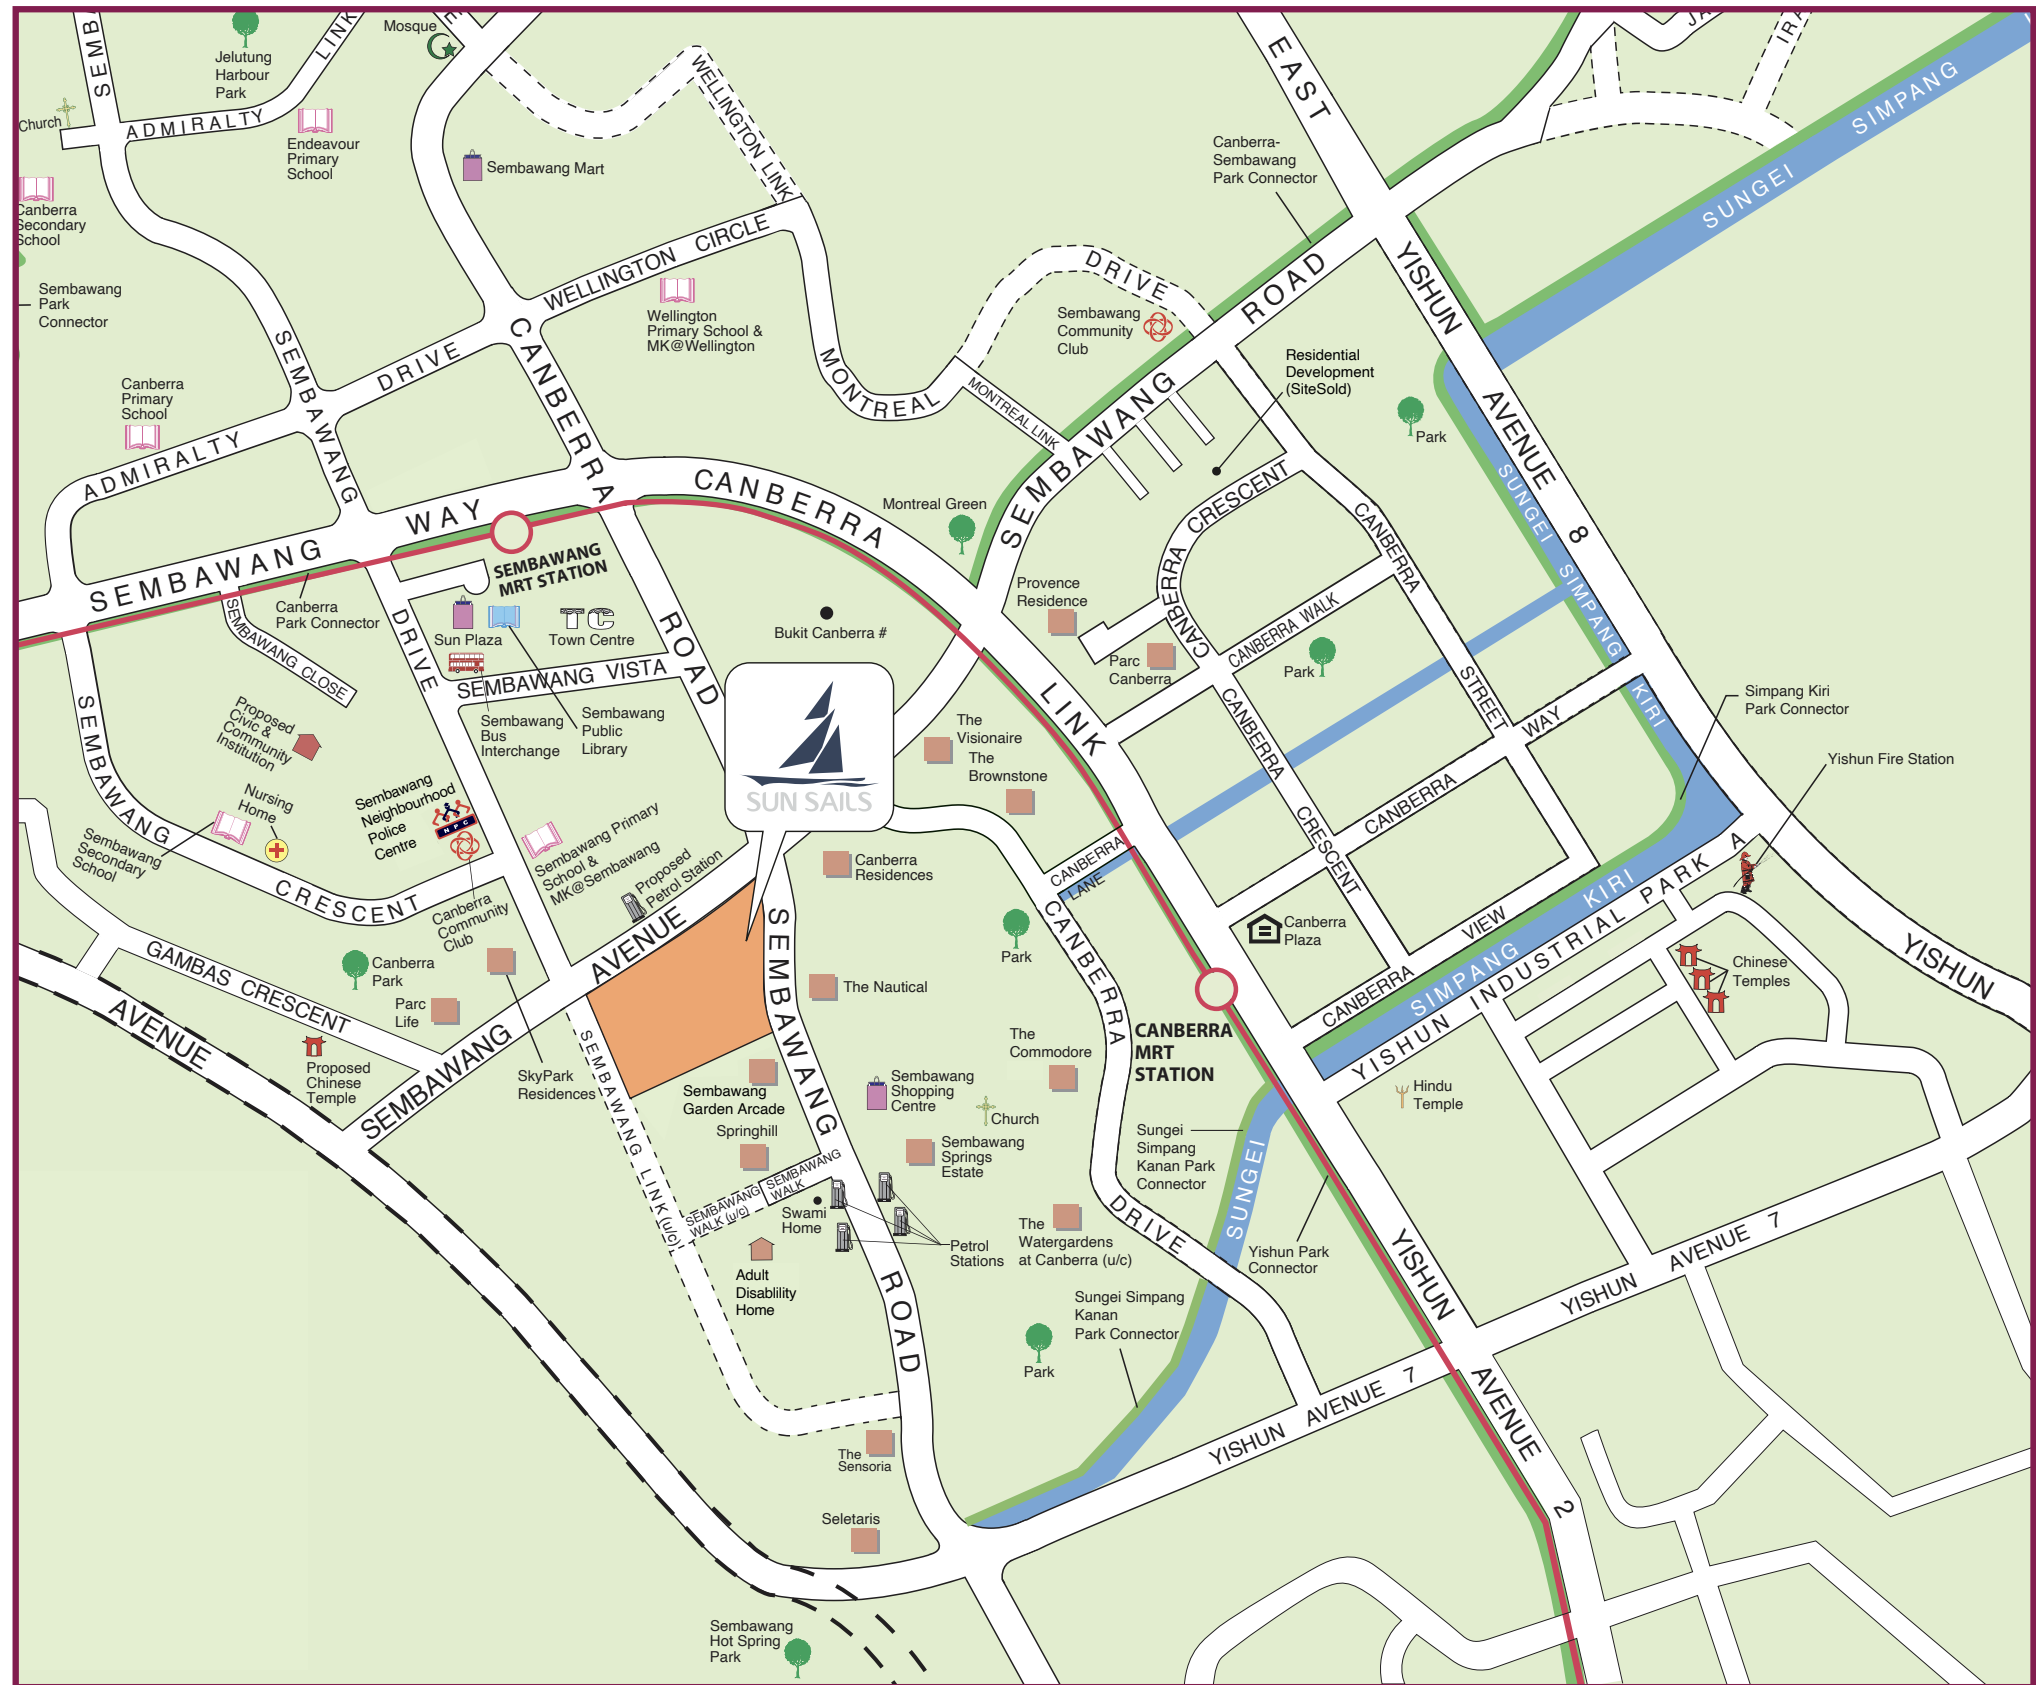 SEMBA
Jelutung
Harbour
Park
LINK
Mosque
Church
ADMIRALTY
Endeavour
Primary
School
Canberra
Secondary
School
Sembawang
Park
Connector
Sembawang Mart
WELLINGTON LINK
WELLINGTON CIRCLE
Wellington
Primary School &
MK@Wellington
EAST
Canberra-
Sembawang
Park Connector
JA
IRA
SUNGEI SIMPANG
DRIVE
Sembawang
Community
Club
SEMBAWANG ROAD
YISHUN AVENUE 8
Residential
Development
(SiteSold)
Park
Canberra
Primary
School
ADMIRALTY DRIVE
SEMBAWANG
CANBERRA
MONTREAL
MONTREAL LINK
SEMBAWANG WAY
CANBERRA LINK
Montreal Green
SEMBAWANG
MRT STATION
CANBERRA CRESCENT
CANBERRA STREET
SUNGEI SIMPANG KIRI
Canberra
Park Connector
SEMBAWANG CLOSE
DRIVE
Sun Plaza
TC
Town Centre
ROAD
Bukit Canberra #
Provence
Residence
Parc
Canberra
CANBERRA WALK
Park
SEMBAWANG VISTA
Sembawang
Bus
Interchange
Sembawang
Public
Library
SUN SAILS
The
Visionaire
The
Brownstone
CANBERRA CRESCENT
CANBERRA WAY
Simpang Kiri
Park Connector
Yishun Fire Station
Proposed
Civic &
Community
Institution
SEMBAWANG CRESCENT
Nursing
Home
Sembawang
Secondary
School
Sembawang
Neighbourhood
Police
Centre
NPC
Sembawang Primary
School &
MK@Sembawang
Proposed
Petrol Station
Canberra
Residences
CANBERRA
LANE
Canberra
Community
Club
SEMBAWANG AVENUE
SEMBAWANG ROAD
CANBERRA DRIVE
Park
Canberra
Plaza
CANBERRA VIEW
SIMPANG KIRI
YISHUN INDUSTRIAL PARK A
Chinese
Temples
YISHUN
GAMBAS CRESCENT
AVENUE
Canberra
Park
Parc
Life
Proposed
Chinese
Temple
SkyPark
Residences
The Nautical
The
Commodore
CANBERRA
MRT
STATION
Hindu
Temple
SEMBAWANG LINK (u/c)
Sembawang
Garden Arcade
Springhill
Sembawang
Shopping
Centre
Church
Sembawang
Springs
Estate
SEMBAWANG
WALK
SEMBAWANG
WALK (u/c)
Swami
Home
Petrol
Stations
Adult
Disablility
Home
The
Watergardens
at Canberra (u/c)
Sungei
Simpang
Kanan Park
Connector
SUNGEI
Yishun Park
Connector
YISHUN AVENUE 2
YISHUN AVENUE 7
Sungei Simpang
Kanan
Park Connector
Park
YISHUN AVENUE 7
The
Sensoria
Seletaris
Sembawang
Hot Spring
Park